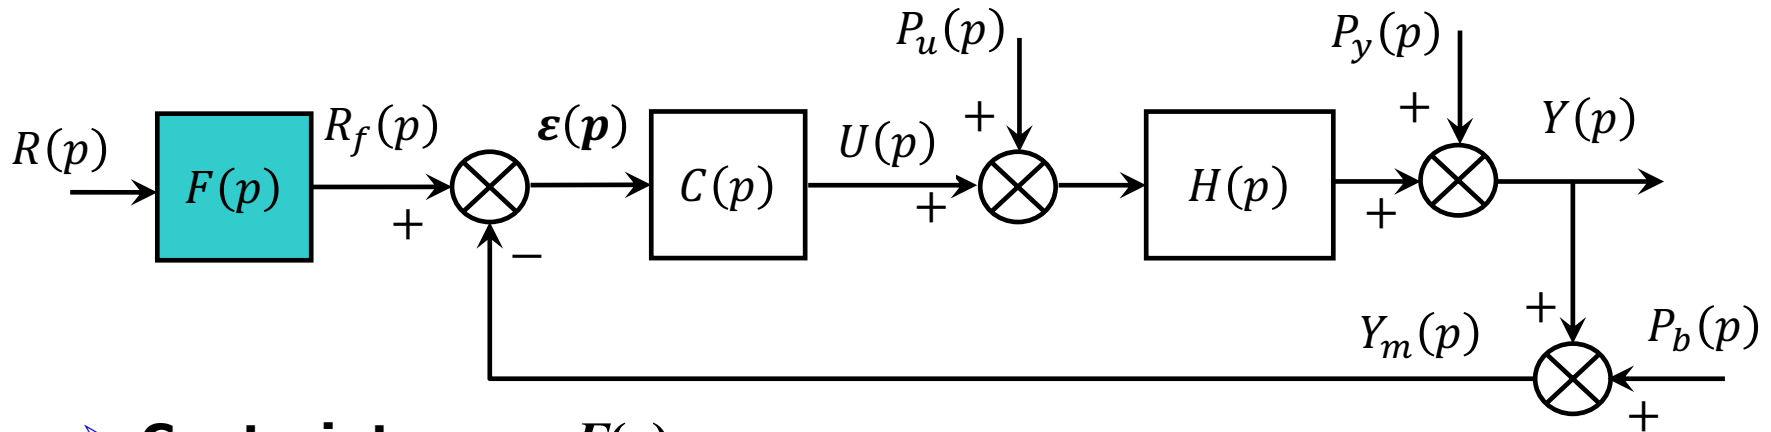 P_u(p) P_y(p)
R(p) F(p) R_f(p) + − ε(p) C(p) U(p) + + H(p) + + Y(p)
Y_m(p) + P_b(p) +